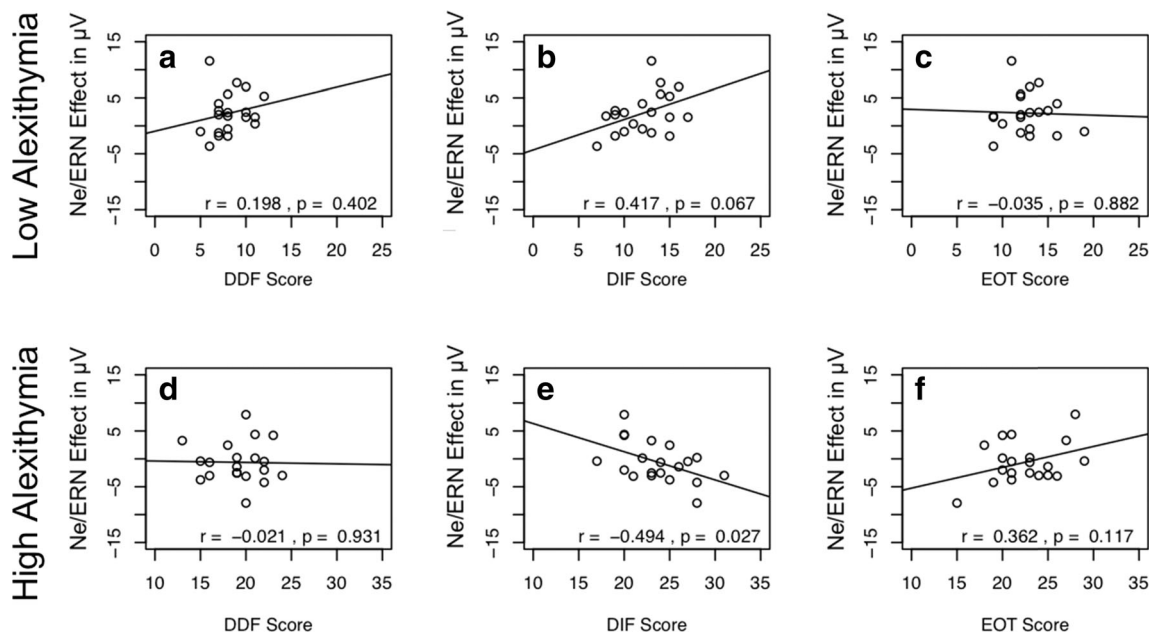 Low Alexithymia
Ne/ERN Effect in µV
15
5
−5
−15
a
r = 0.198 , p = 0.402
0 5 10 15 20 25
DDF Score
Ne/ERN Effect in µV
15
5
−5
−15
b
r = 0.417 , p = 0.067
0 5 10 15 20 25
DIF Score
Ne/ERN Effect in µV
15
5
−5
−15
c
r = −0.035 , p = 0.882
0 5 10 15 20 25
EOT Score
High Alexithymia
Ne/ERN Effect in µV
15
5
−5
−15
d
r = −0.021 , p = 0.931
10 15 20 25 30 35
DDF Score
Ne/ERN Effect in µV
15
5
−5
−15
e
r = −0.494 , p = 0.027
10 15 20 25 30 35
DIF Score
Ne/ERN Effect in µV
15
5
−5
−15
f
r = 0.362 , p = 0.117
10 15 20 25 30 35
EOT Score